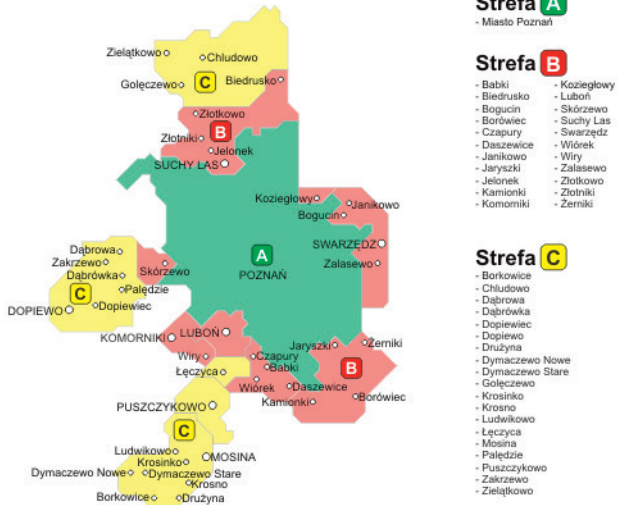 Strefa A
- Miasto Poznań
Strefa B
- Babki
- Biedrusko
- Bogucin
- Borówiec
- Czapury
- Daszewice
- Janikowo
- Jaryszki
- Jelonek
- Kamionki
- Komorniki
- Koziegłowy
- Luboń
- Skórzewo
- Suchy Las
- Swarzędz
- Wiórek
- Wiry
- Zalasewo
- Złotkowo
- Złotniki
- Żerniki
Strefa C
- Borkowice
- Chludowo
- Dąbrowa
- Dąbrówka
- Dopiewiec
- Dopiewo
- Drużyna
- Dymaczewo Nowe
- Dymaczewo Stare
- Golęczewo
- Krosinko
- Krosno
- Ludwikowo
- Łęczyca
- Mosina
- Palędzie
- Puszczykowo
- Zakrzewo
- Zielątkowo
Zielątkowo
Chludowo
Golęczewo
C
Biedrusko
Złotkowo
B
Złotniki
Jelonek
SUCHY LAS
Koziegłowy
Janikowo
Bogucin
SWARZĘDZ
Zalasewo
A
POZNAŃ
Dąbrowa
Zakrzewo
Dąbrówka
Skórzewo
Palędzie
C
Dopiewiec
DOPIEWO
KOMORNIKI
LUBOŃ
Wiry
Łęczyca
Czapury
Babki
Jaryszki
Żerniki
B
Wiórek
Daszewice
Kamionki
Borówiec
PUSZCZYKOWO
C
Ludwikowo
MOSINA
Krosinko
Dymaczewo Nowe
Dymaczewo Stare
Krosno
Borkowice
Drużyna